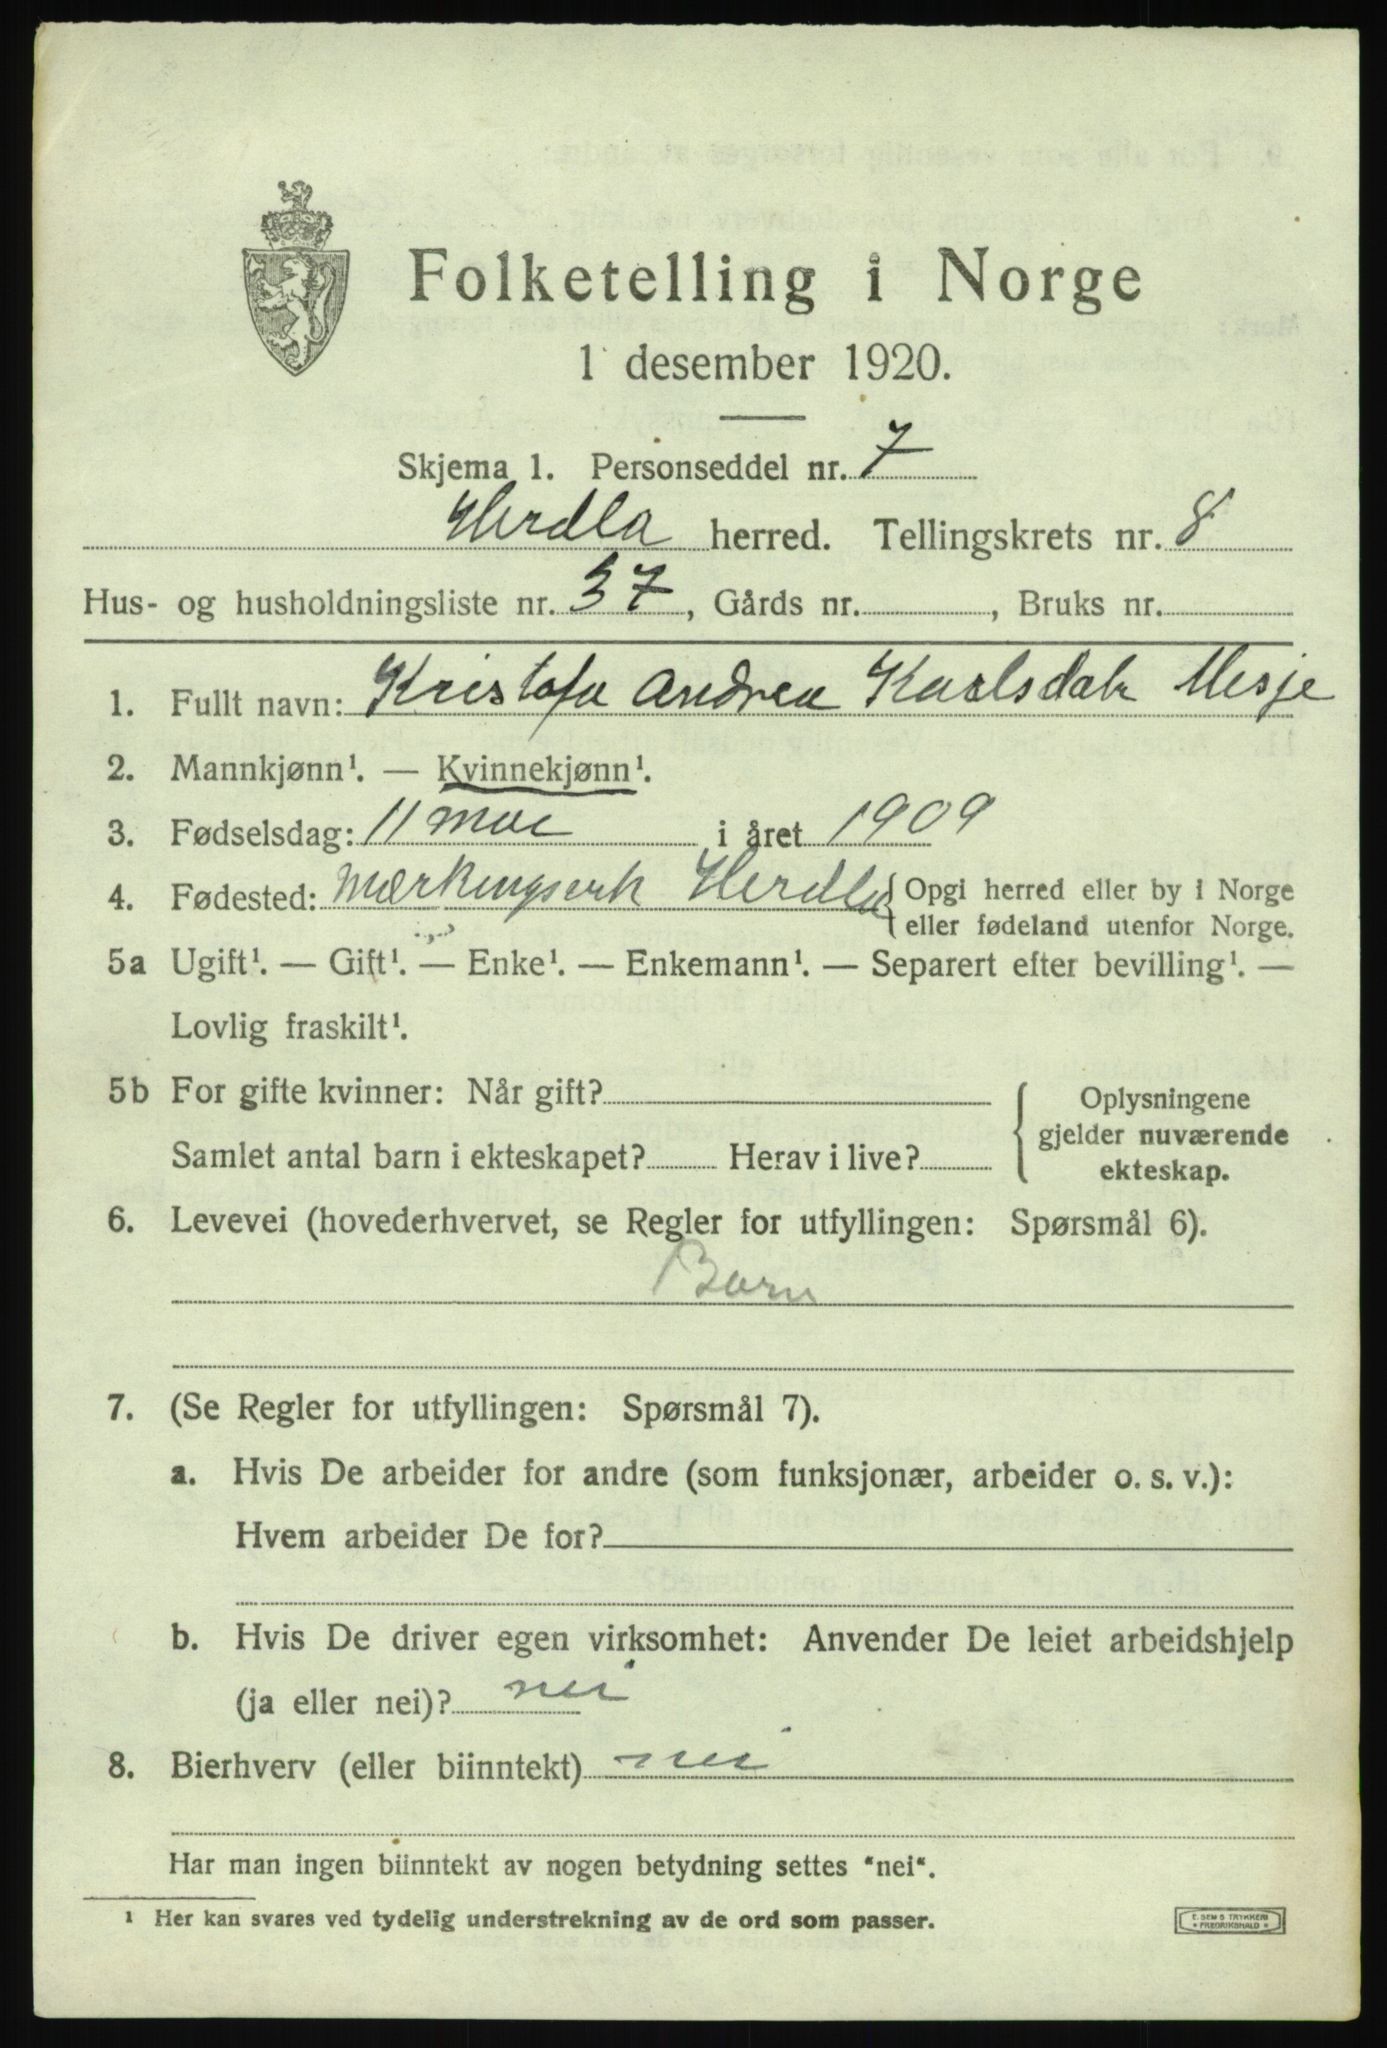 Folketelling i Norge
1 desember 1920.
Skjema 1. Personseddel nr. 7
Herdla herred. Tellingskrets nr. 8
Hus- og husholdningsliste nr. 37, Gårds nr. , Bruks nr.
1. Fullt navn: Kristofa Andrea Karlsdatr Misje
2. Mannkjønn¹. — Kvinnekjønn¹.
3. Fødselsdag: 11 mai i året 1909
4. Fødested: Herdla { Opgi herred eller by i Norge
eller fødeland utenfor Norge.
5a Ugift¹. — Gift¹. — Enke¹. — Enkemann¹. — Separert efter bevilling¹. —
Lovlig fraskilt¹.
5b For gifte kvinner: Når gift?
Samlet antal barn i ekteskapet? Herav i live?
Oplysningene
gjelder nuværende
ekteskap.
6. Levevei (hovederhvervet, se Regler for utfyllingen: Spørsmål 6).
Barn
7. (Se Regler for utfyllingen: Spørsmål 7).
a. Hvis De arbeider for andre (som funksjonær, arbeider o. s. v.):
Hvem arbeider De for?
b. Hvis De driver egen virksomhet: Anvender De leiet arbeidshjelp
(ja eller nei)? nei
8. Bierhverv (eller biinntekt) nei
Har man ingen biinntekt av nogen betydning settes "nei".
¹ Her kan svares ved tydelig understrekning av de ord som passer.
E. SEMS TRYKKERI
FREDRIKSHALD